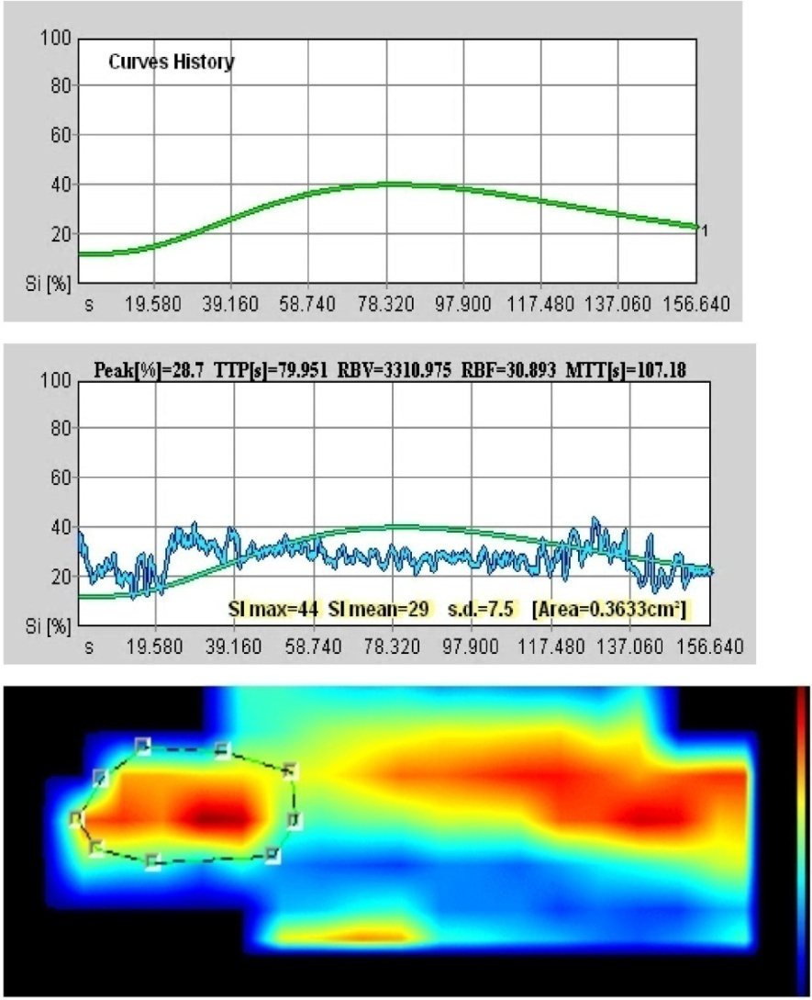 100
Curves History
80
60
40
20
1
Si [%]
s 19.580 39.160 58.740 78.320 97.900 117.480 137.060 156.640
Peak[%]=28.7 TTP[s]=79.951 RBV=3310.975 RBF=30.893 MTT[s]=107.18
100
80
60
40
20
SI max=44 SI mean=29 s.d.=7.5 [Area=0.3633cm²]
Si [%]
s 19.580 39.160 58.740 78.320 97.900 117.480 137.060 156.640